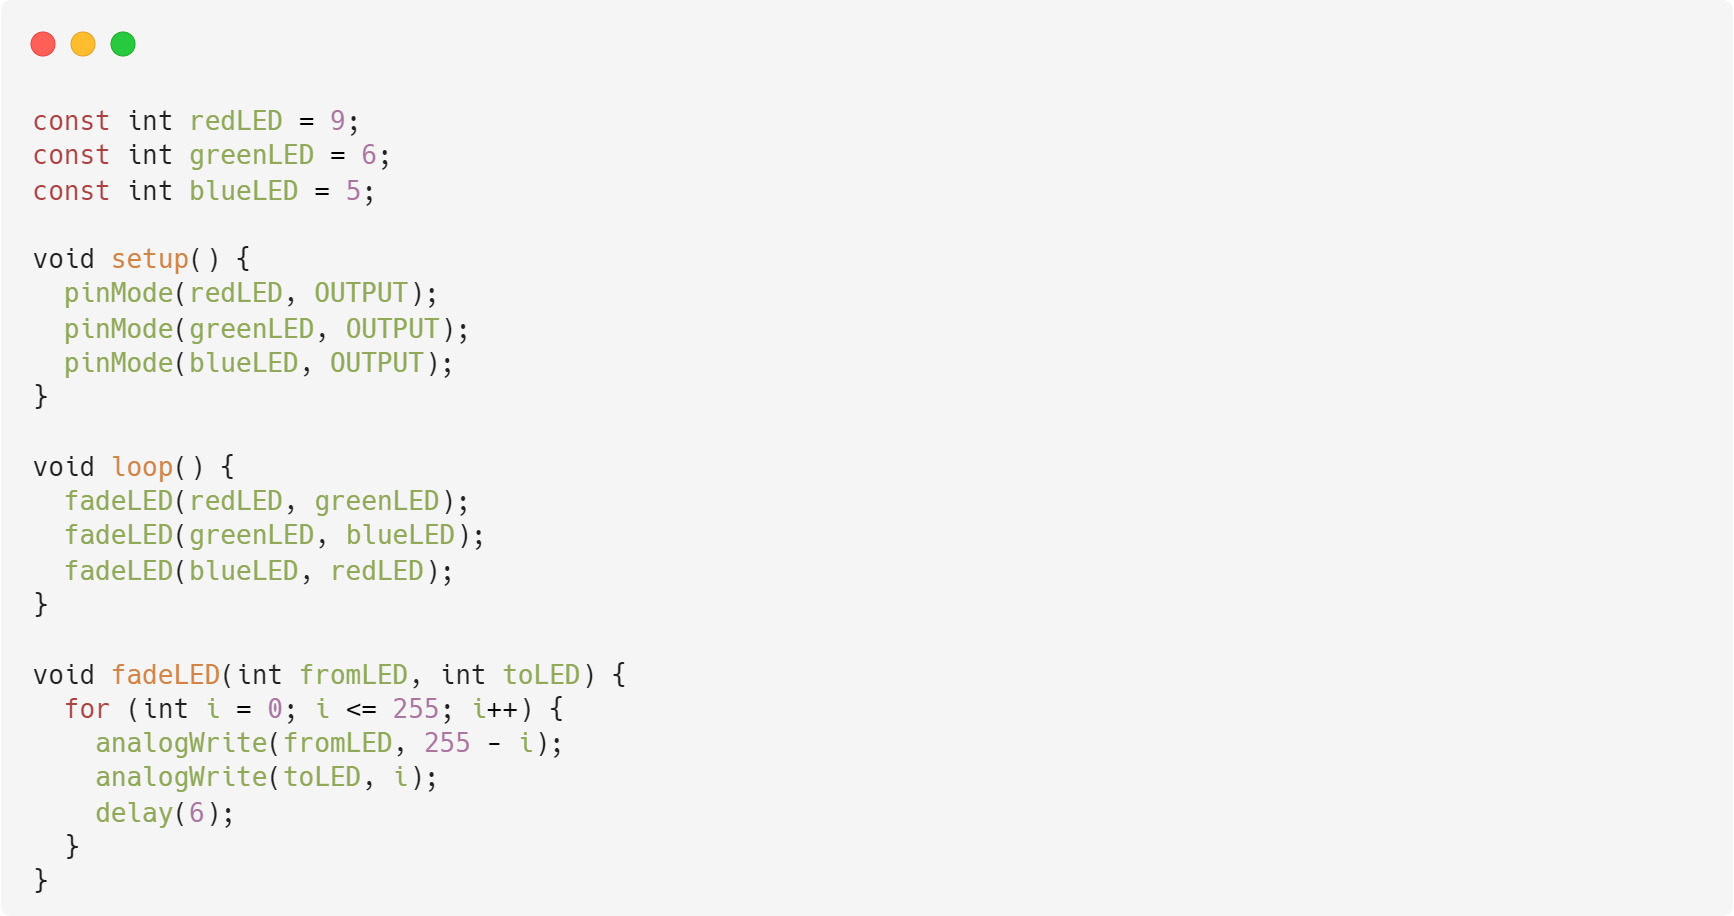 const int redLED = 9;
const int greenLED = 6;
const int blueLED = 5;

void setup() {
  pinMode(redLED, OUTPUT);
  pinMode(greenLED, OUTPUT);
  pinMode(blueLED, OUTPUT);
}

void loop() {
  fadeLED(redLED, greenLED);
  fadeLED(greenLED, blueLED);
  fadeLED(blueLED, redLED);
}

void fadeLED(int fromLED, int toLED) {
  for (int i = 0; i <= 255; i++) {
    analogWrite(fromLED, 255 - i);
    analogWrite(toLED, i);
    delay(6);
  }
}